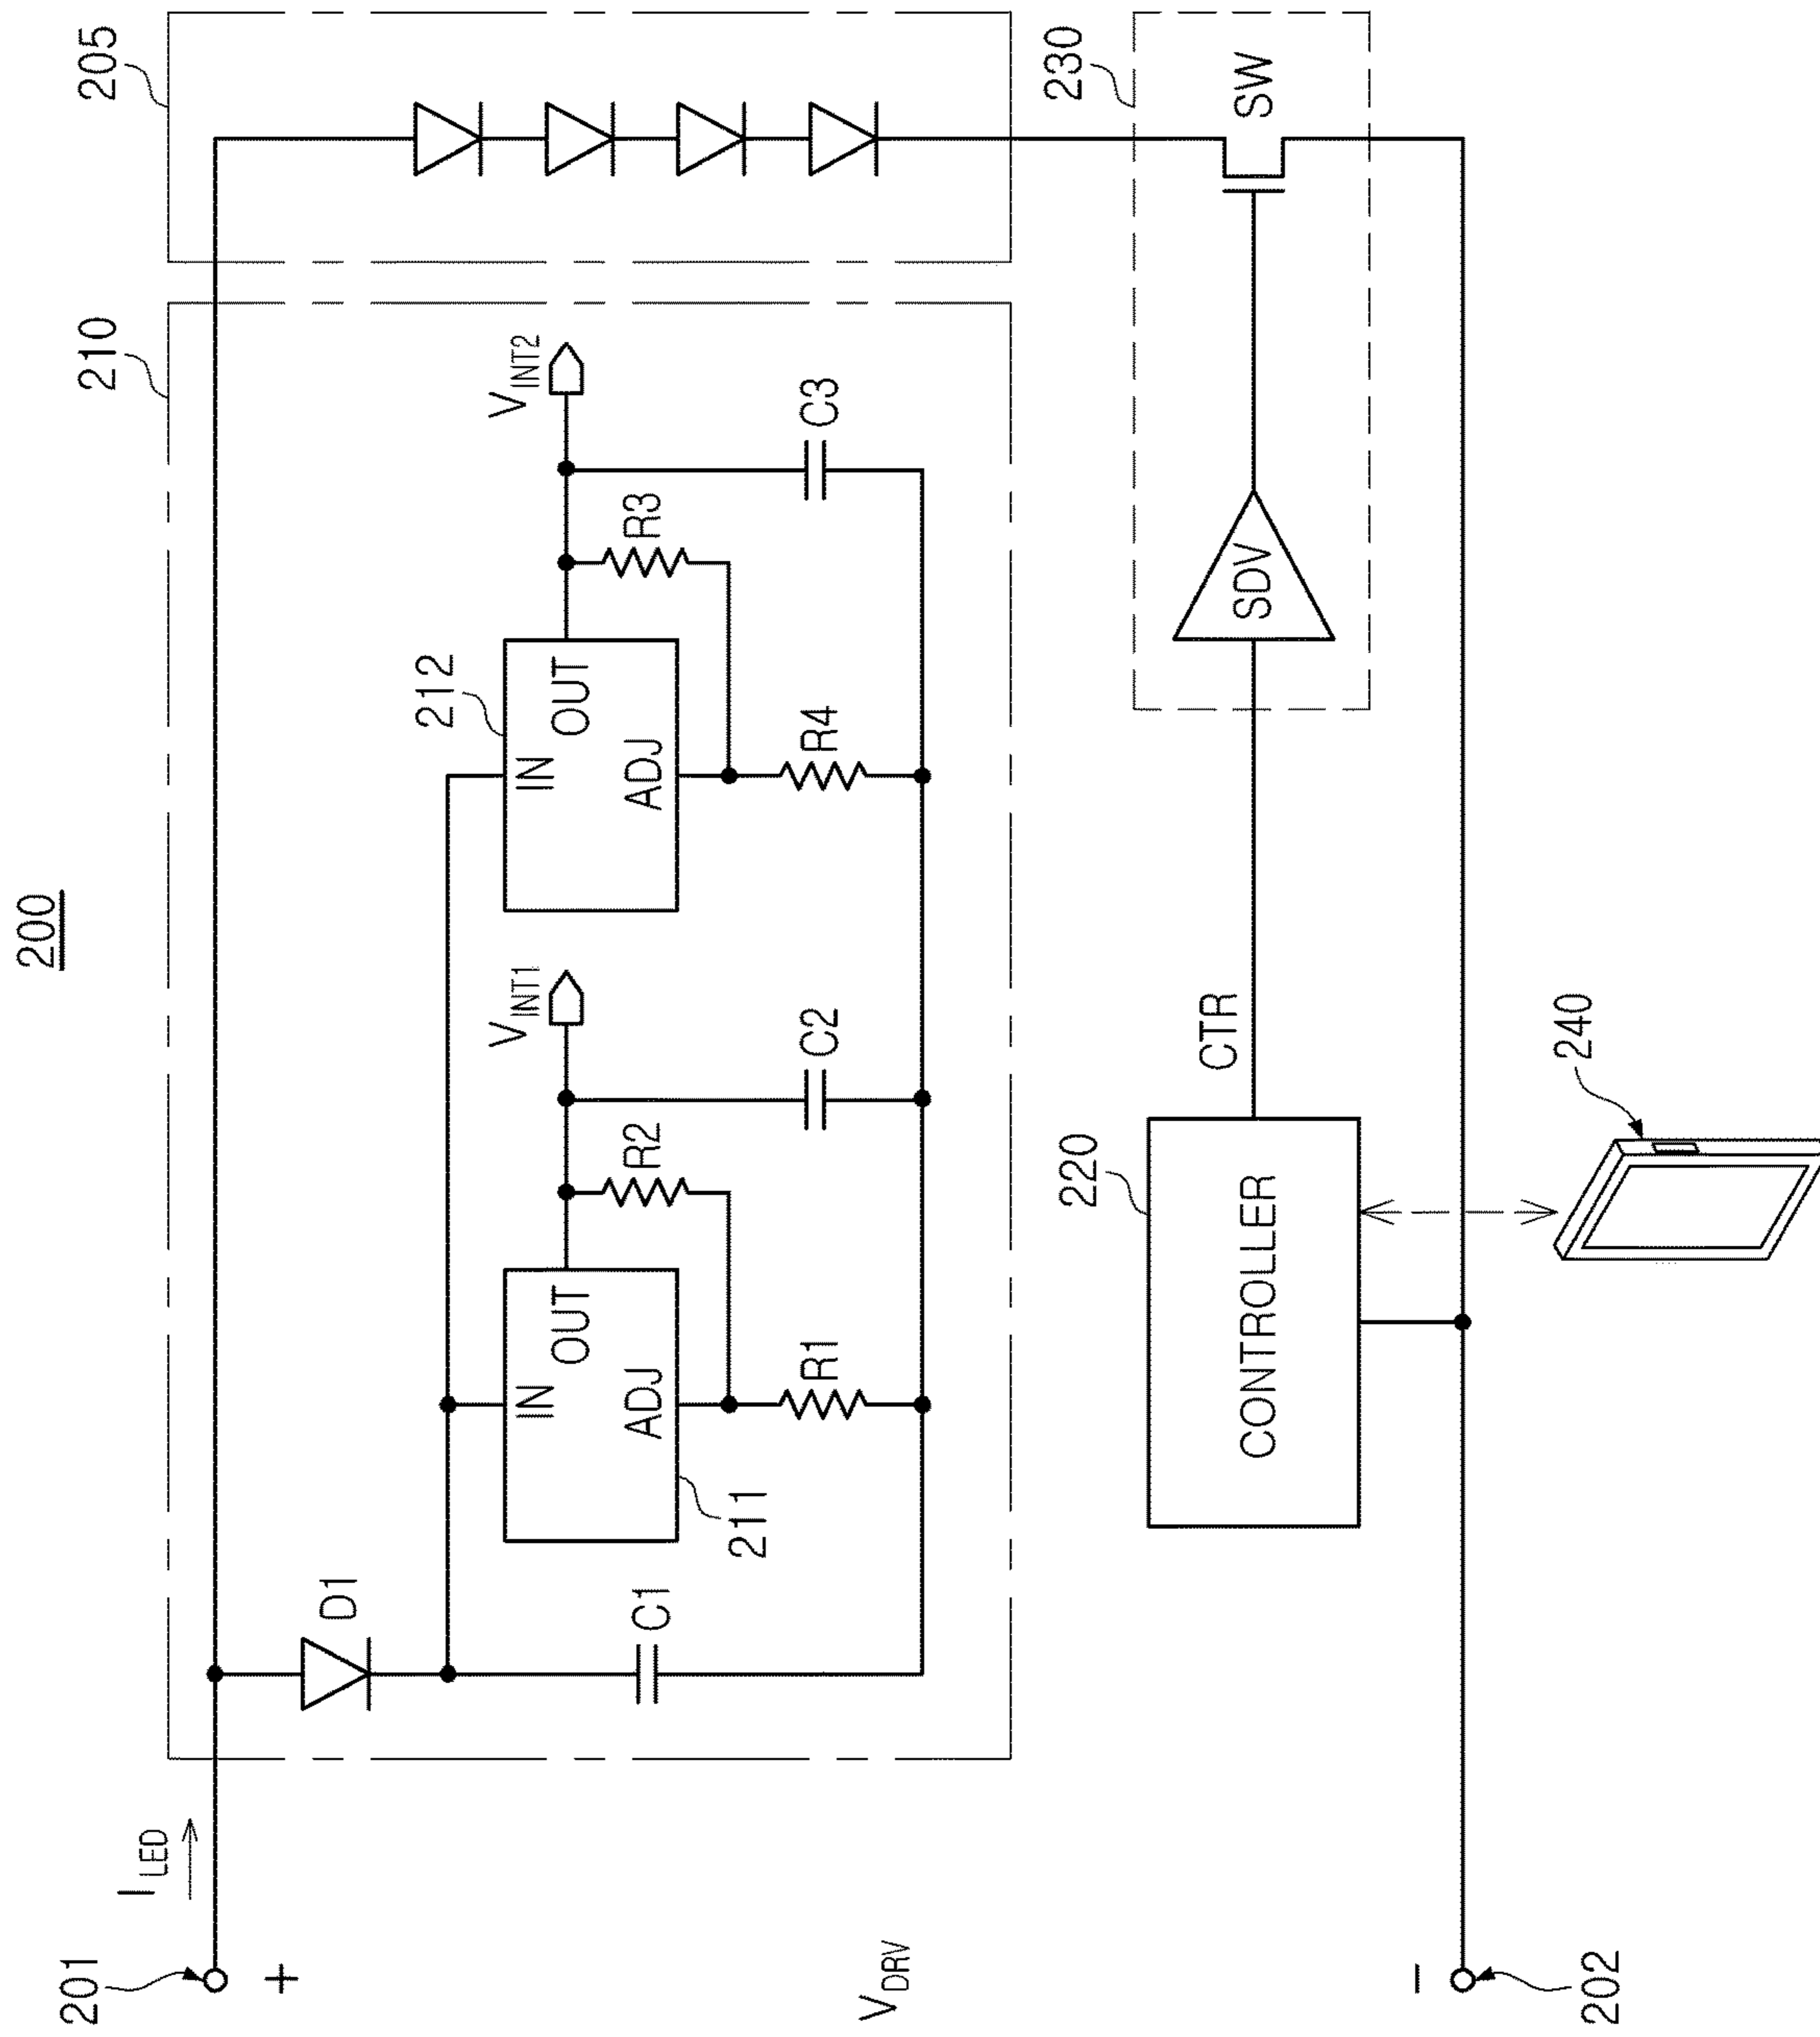 200
201
+
I_LED
V_DRV
202
−
210
D1
C1
211
IN
OUT
ADJ
R1
R2
C2
V_INT1
212
IN
OUT
ADJ
R4
R3
C3
V_INT2
205
220
CONTROLLER
CTR
240
230
SDV
SW